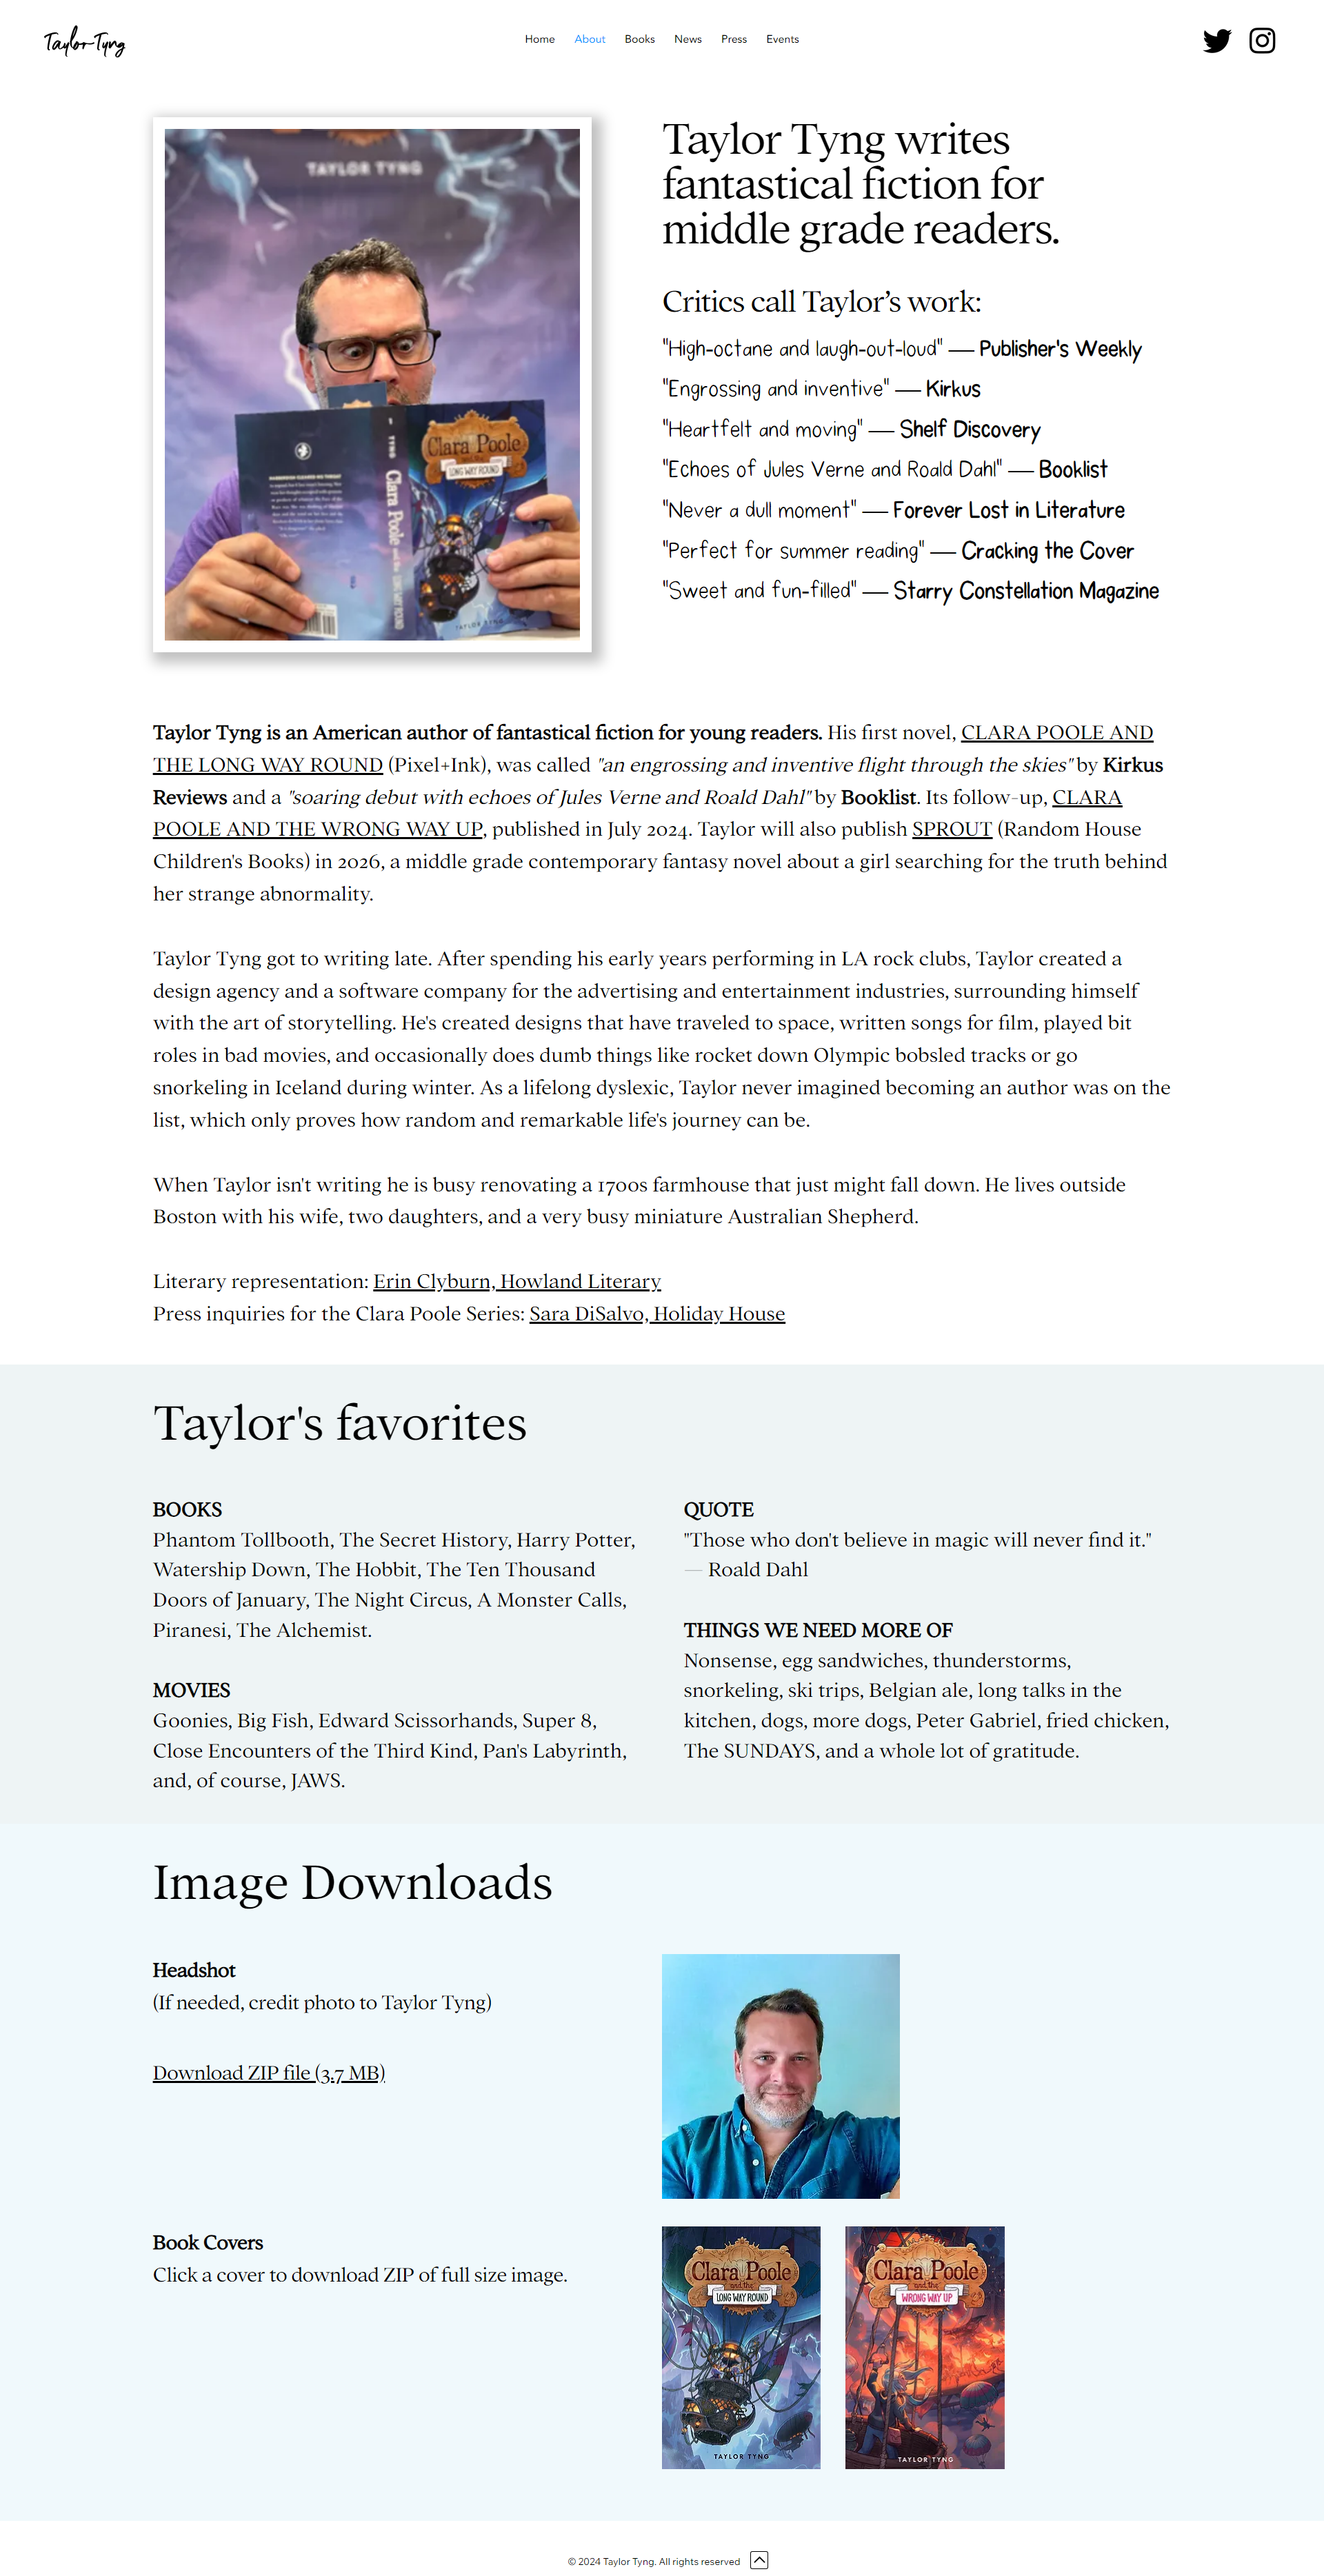 Taylor Tyng
Home About Books News Press Events
TAYLOR TYNG
Clara Poole
and the
LONG WAY ROUND
TYNG
Clara Poole
and the
LONG WAY ROUND
TAYLOR TYNG
Taylor Tyng writes
fantastical fiction for
middle grade readers.
Critics call Taylor’s work:
"High-octane and laugh-out-loud" — Publisher's Weekly
"Engrossing and inventive" — Kirkus
"Heartfelt and moving" — Shelf Discovery
"Echoes of Jules Verne and Roald Dahl" — Booklist
"Never a dull moment" — Forever Lost in Literature
"Perfect for summer reading" — Cracking the Cover
"Sweet and fun-filled" — Starry Constellation Magazine
Taylor Tyng is an American author of fantastical fiction for young readers. His first novel, CLARA POOLE AND
THE LONG WAY ROUND (Pixel+Ink), was called "an engrossing and inventive flight through the skies" by Kirkus
Reviews and a "soaring debut with echoes of Jules Verne and Roald Dahl" by Booklist. Its follow-up, CLARA
POOLE AND THE WRONG WAY UP, published in July 2024. Taylor will also publish SPROUT (Random House
Children's Books) in 2026, a middle grade contemporary fantasy novel about a girl searching for the truth behind
her strange abnormality.
Taylor Tyng got to writing late. After spending his early years performing in LA rock clubs, Taylor created a
design agency and a software company for the advertising and entertainment industries, surrounding himself
with the art of storytelling. He's created designs that have traveled to space, written songs for film, played bit
roles in bad movies, and occasionally does dumb things like rocket down Olympic bobsled tracks or go
snorkeling in Iceland during winter. As a lifelong dyslexic, Taylor never imagined becoming an author was on the
list, which only proves how random and remarkable life's journey can be.
When Taylor isn't writing he is busy renovating a 1700s farmhouse that just might fall down. He lives outside
Boston with his wife, two daughters, and a very busy miniature Australian Shepherd.
Literary representation: Erin Clyburn, Howland Literary
Press inquiries for the Clara Poole Series: Sara DiSalvo, Holiday House
Taylor's favorites
BOOKS
Phantom Tollbooth, The Secret History, Harry Potter,
Watership Down, The Hobbit, The Ten Thousand
Doors of January, The Night Circus, A Monster Calls,
Piranesi, The Alchemist.
MOVIES
Goonies, Big Fish, Edward Scissorhands, Super 8,
Close Encounters of the Third Kind, Pan's Labyrinth,
and, of course, JAWS.
QUOTE
"Those who don't believe in magic will never find it."
— Roald Dahl
THINGS WE NEED MORE OF
Nonsense, egg sandwiches, thunderstorms,
snorkeling, ski trips, Belgian ale, long talks in the
kitchen, dogs, more dogs, Peter Gabriel, fried chicken,
The SUNDAYS, and a whole lot of gratitude.
Image Downloads
Headshot
(If needed, credit photo to Taylor Tyng)
Download ZIP file (3.7 MB)
Book Covers
Click a cover to download ZIP of full size image.
Clara Poole
and the
LONG WAY ROUND
TAYLOR TYNG
Clara Poole
and the
WRONG WAY UP
TAYLOR TYNG
© 2024 Taylor Tyng. All rights reserved